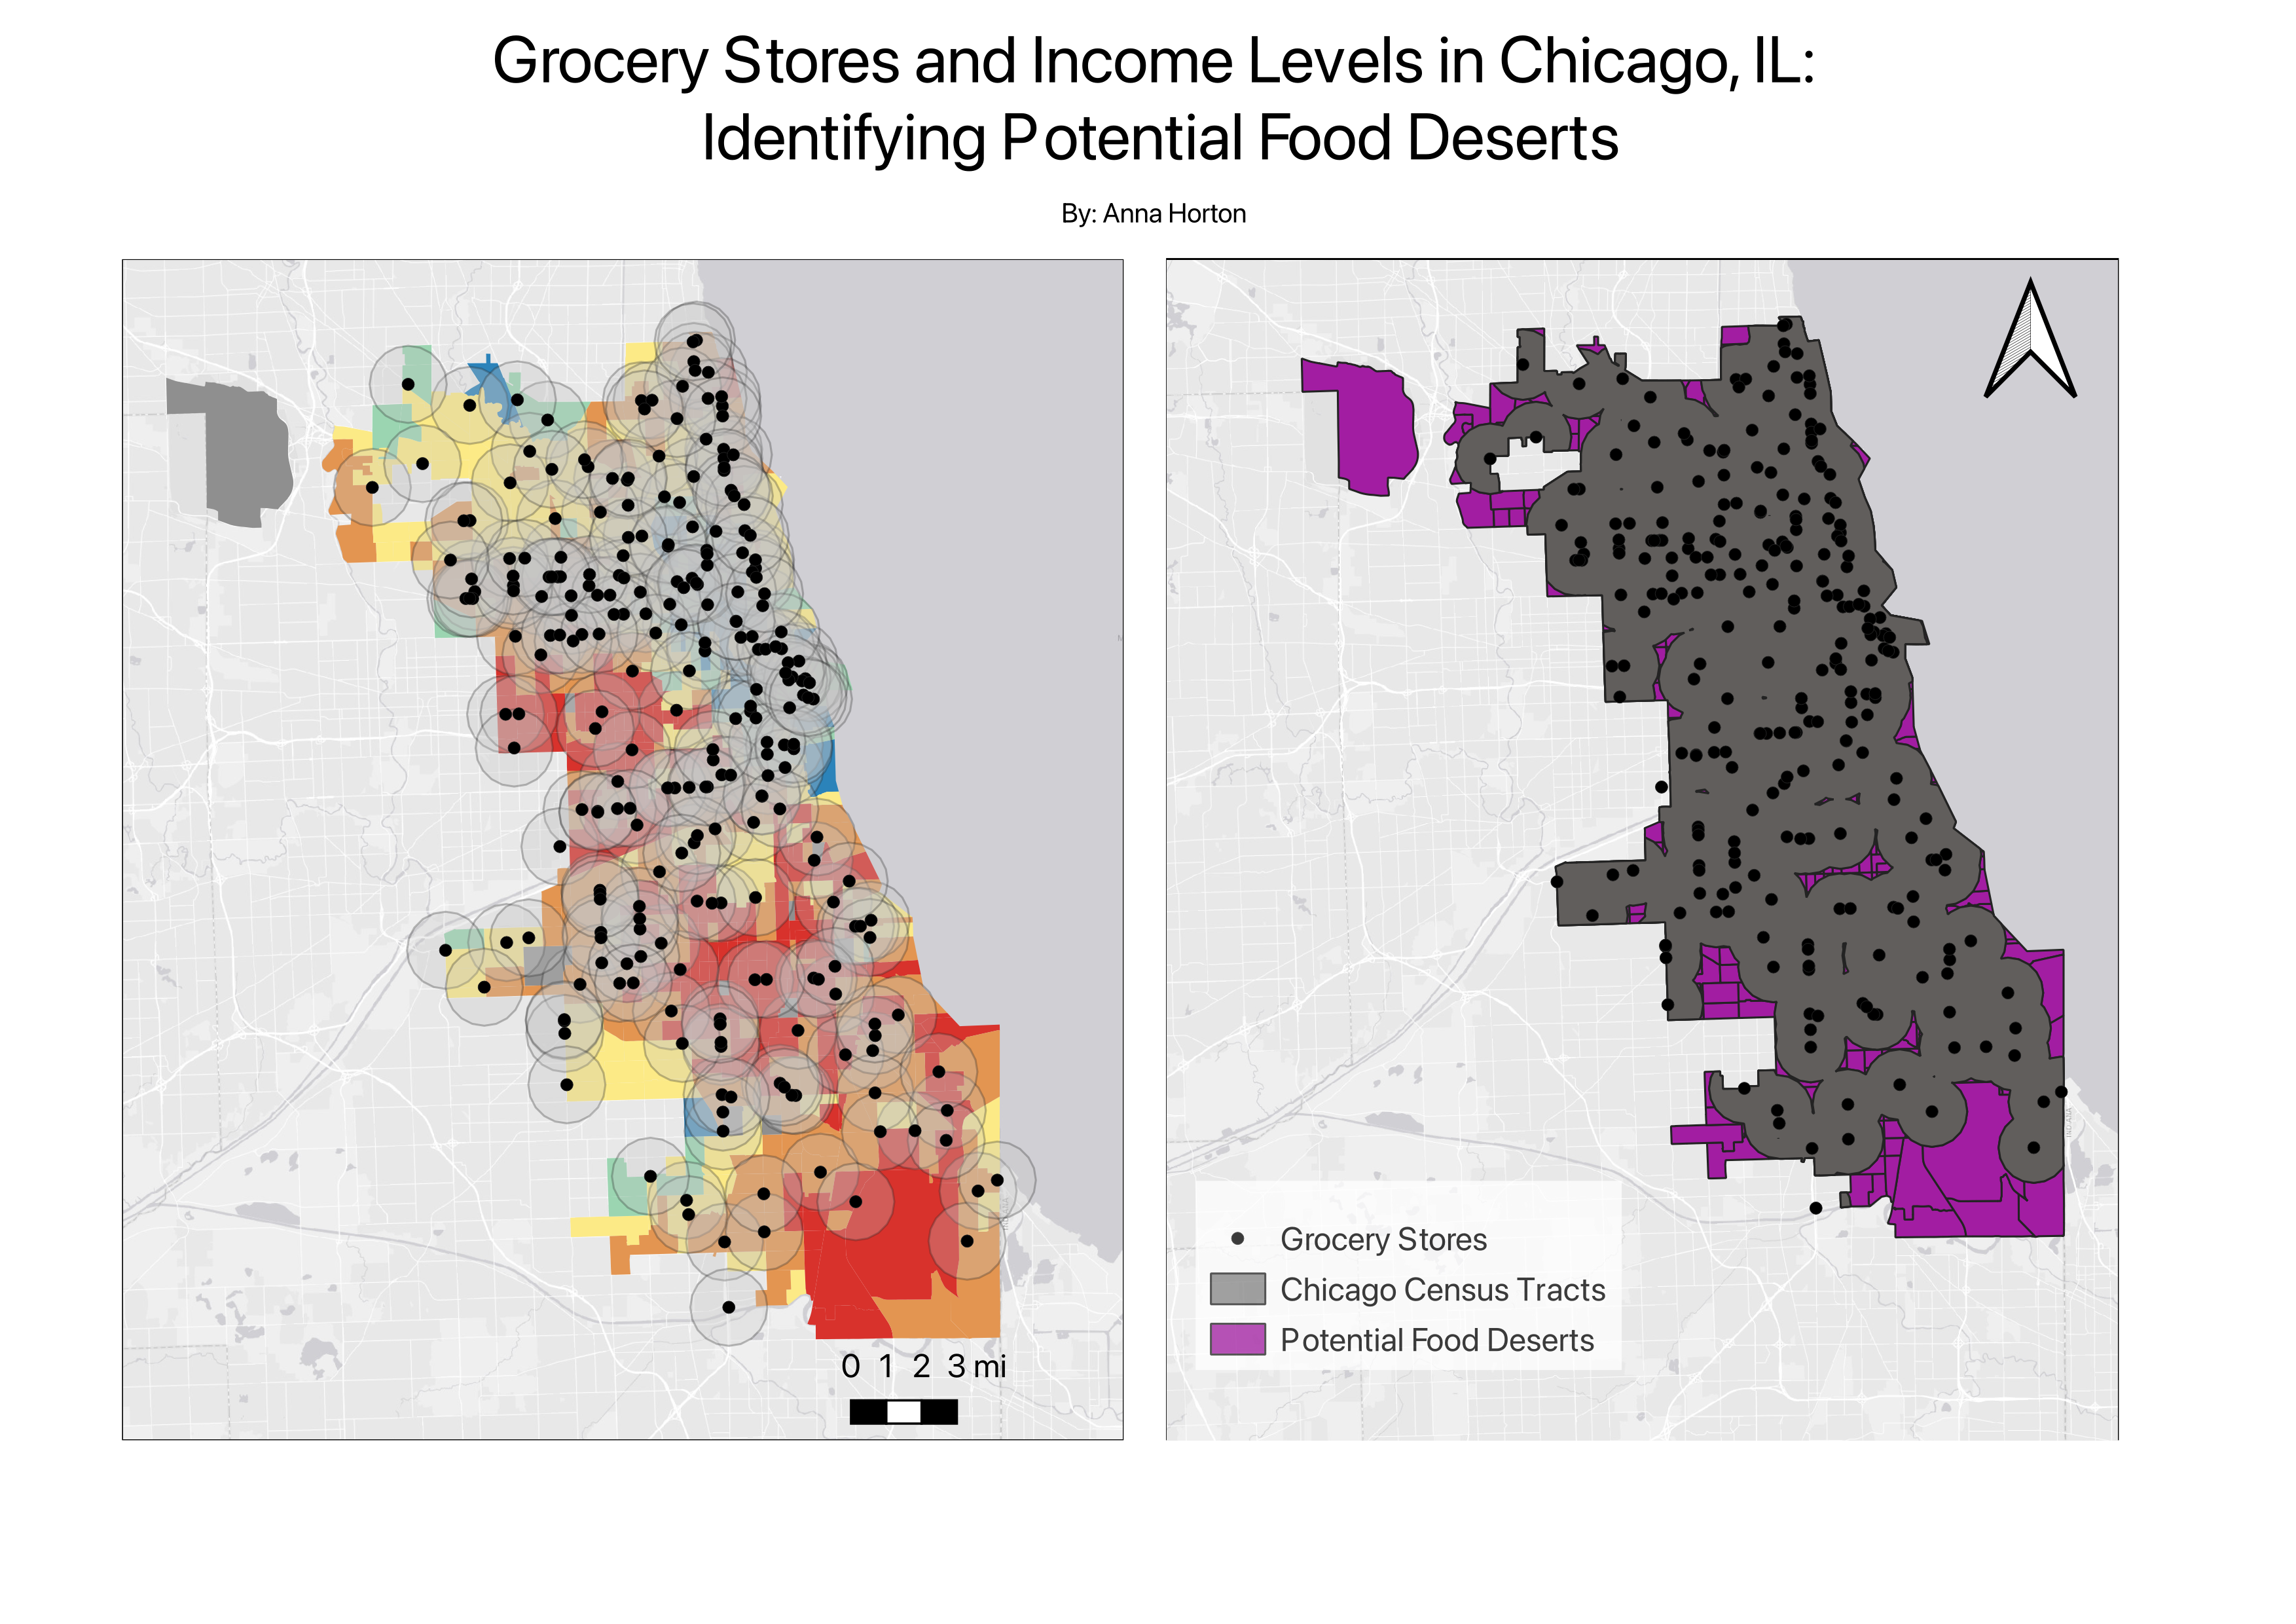 Grocery Stores and Income Levels in Chicago, IL:
Identifying Potential Food Deserts
By: Anna Horton
0 1 2 3 mi
Grocery Stores
Chicago Census Tracts
Potential Food Deserts